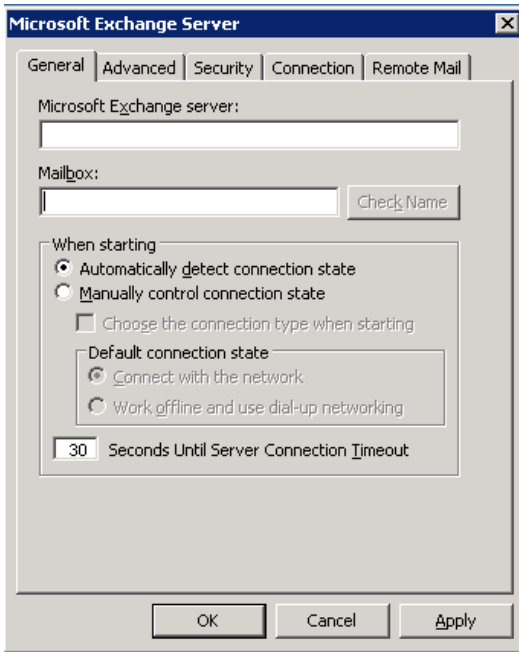 Microsoft Exchange Server
General Advanced Security Connection Remote Mail
Microsoft Exchange server:
Mailbox:
Check Name
When starting
Automatically detect connection state
Manually control connection state
Choose the connection type when starting
Default connection state
Connect with the network
Work offline and use dial-up networking
30 Seconds Until Server Connection Timeout
OK Cancel Apply